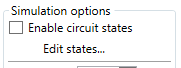 Simulation options
Enable circuit states
Edit states...